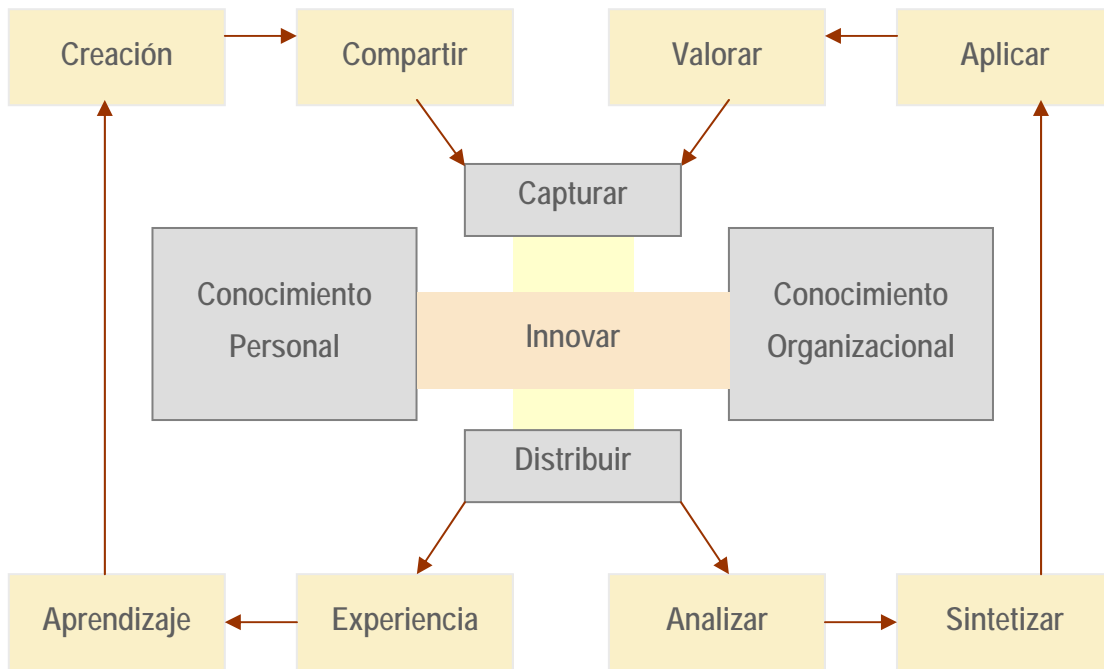 Creación
Compartir
Valorar
Aplicar
Capturar
Conocimiento
Personal
Innovar
Conocimiento
Organizacional
Distribuir
Aprendizaje
Experiencia
Analizar
Sintetizar